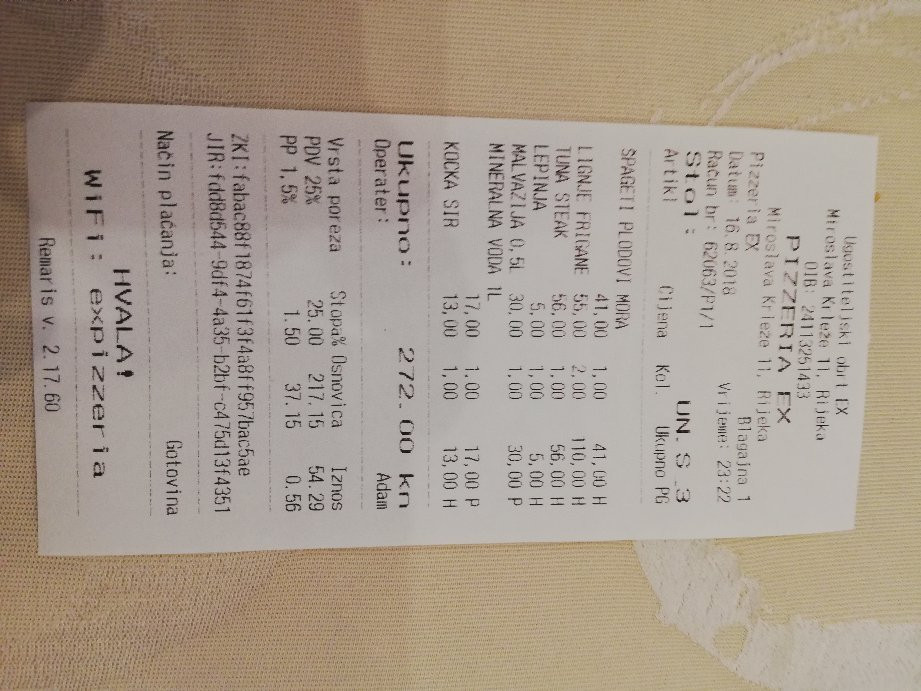 Ugostiteljski obrt EX
Miroslava Krleže 11, Rijeka
OIB: 24113251433
PIZZERIA EX
Miroslava Krleže 11, Rijeka
Pizzeria EX Blagajna 1
Datum: 16.8.2018 Vrijeme: 23:22
Račun br: 62063/P1/1
Stol: UN.S_3
Artikl Cijena Kol. Ukupno PG
SPAGETI PLODOVI MORA
41,00 1.00 41,00 H
LIGNJE FRIGANE 55,00 2.00 110,00 H
TUNA STEAK 56,00 1.00 56,00 H
LEPINJA 5,00 1.00 5,00 H
MALVAZIJA 0,5L 30,00 1.00 30,00 P
MINERALNA VODA 1L
17,00 1.00 17,00 P
KOCKA SIR 13,00 1,00 13,00 H
Ukupno: 272.00 kn
Operater: Adam
Vrsta poreza Stopa% Osnovica Iznos
PDV 25% 25.00 217.15 54.29
PP 1,5% 1.50 37.15 0.56
ZKI:fabac88f1874f61f3f4a8ff957bac5ae
JIR:fdd8d544-9df4-4a35-b2bf-c475d13f4351
Način plaćanja: Gotovina
HVALA!
WiFi: expizzeria
Remaris v. 2.17.60